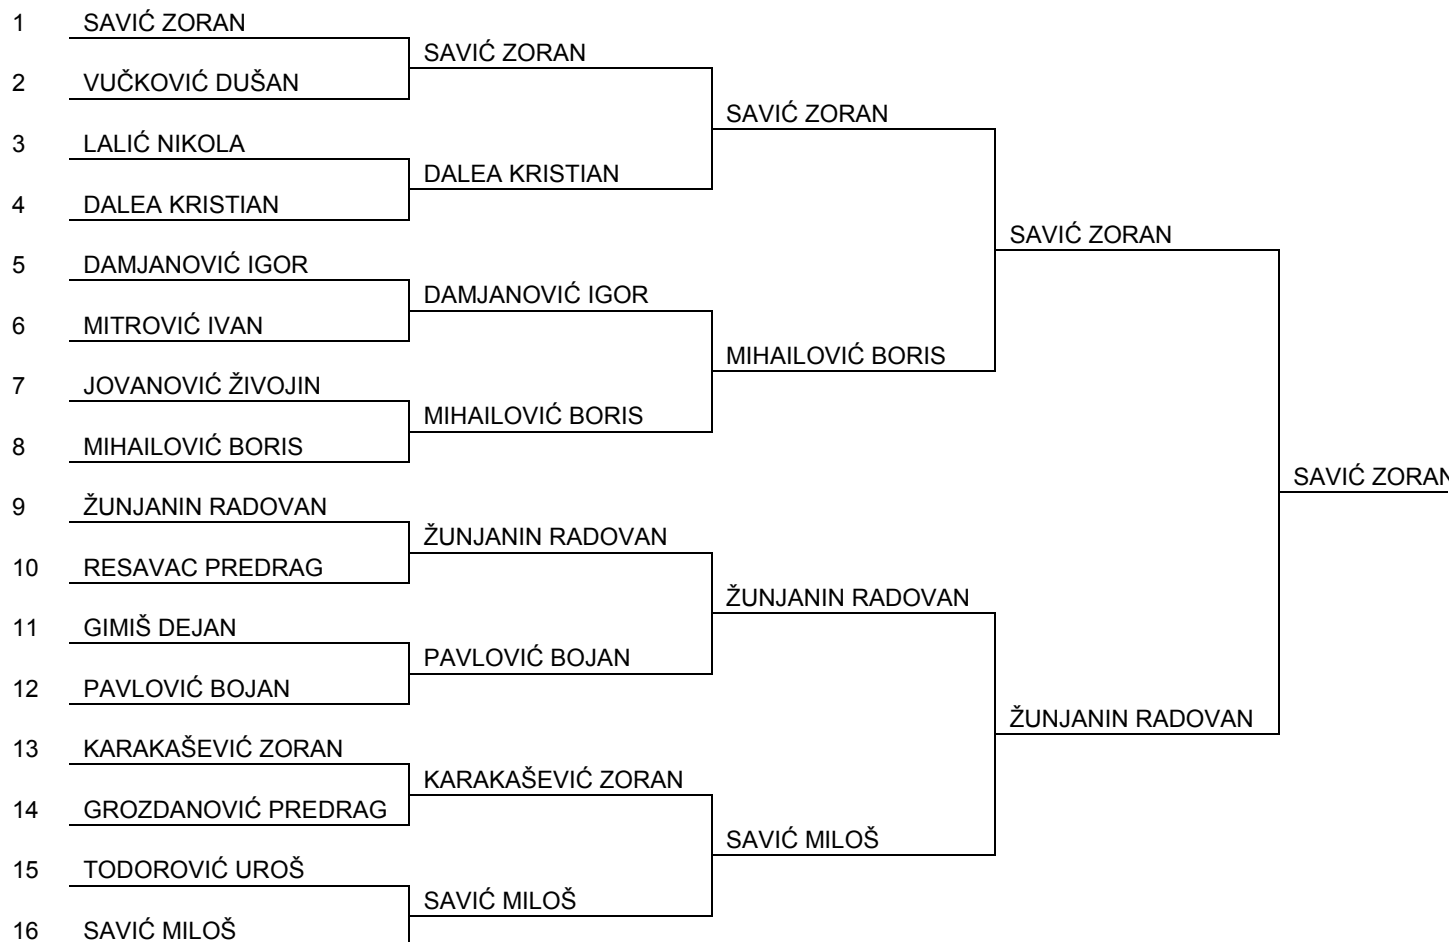 1 SAVIĆ ZORAN
SAVIĆ ZORAN
2 VUČKOVIĆ DUŠAN
SAVIĆ ZORAN
3 LALIĆ NIKOLA
DALEA KRISTIAN
4 DALEA KRISTIAN
SAVIĆ ZORAN
5 DAMJANOVIĆ IGOR
DAMJANOVIĆ IGOR
6 MITROVIĆ IVAN
MIHAILOVIĆ BORIS
7 JOVANOVIĆ ŽIVOJIN
MIHAILOVIĆ BORIS
8 MIHAILOVIĆ BORIS
SAVIĆ ZORAN
9 ŽUNJANIN RADOVAN
ŽUNJANIN RADOVAN
10 RESAVAC PREDRAG
ŽUNJANIN RADOVAN
11 GIMIŠ DEJAN
PAVLOVIĆ BOJAN
12 PAVLOVIĆ BOJAN
ŽUNJANIN RADOVAN
13 KARAKAŠEVIĆ ZORAN
KARAKAŠEVIĆ ZORAN
14 GROZDANOVIĆ PREDRAG
SAVIĆ MILOŠ
15 TODOROVIĆ UROŠ
SAVIĆ MILOŠ
16 SAVIĆ MILOŠ